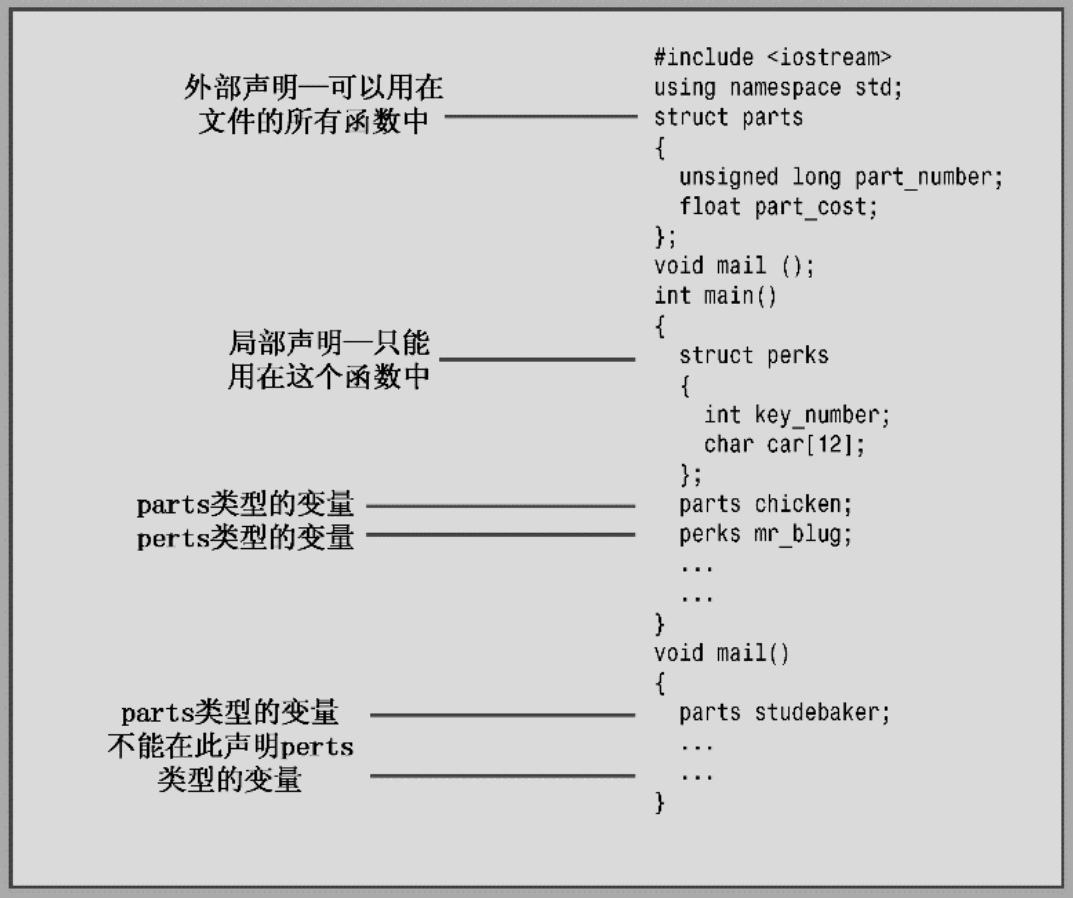 外部声明—可以用在
文件的所有函数中
#include <iostream>
using namespace std;
struct parts
{
unsigned long part_number;
float part_cost;
};
void mail ();
int main()
{
局部声明—只能
用在这个函数中
struct perks
{
int key_number;
char car[12];
};
parts类型的变量
parts chicken;
perts类型的变量
perks mr_blug;
...
...
}
void mail()
{
parts类型的变量
parts studebaker;
不能在此声明perts
类型的变量
...
...
}